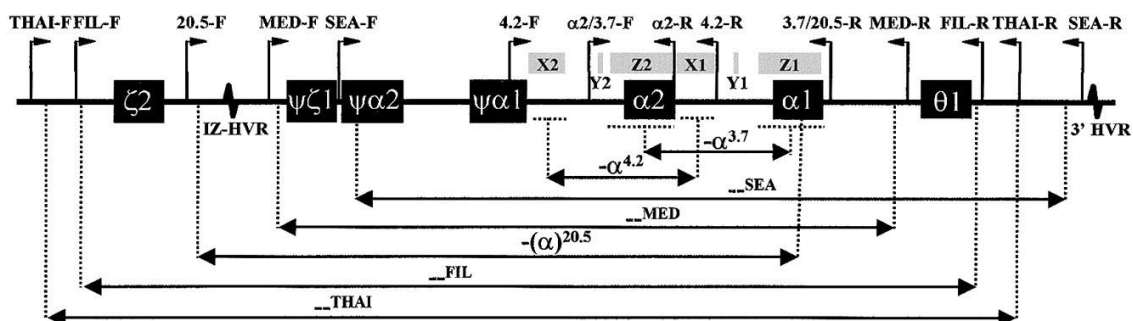 THAI-F FIL-F 20.5-F MED-F SEA-F 4.2-F α2/3.7-F α2-R 4.2-R 3.7/20.5-R MED-R FIL-R THAI-R SEA-R
X2 Y2 Z2 X1 Y1 Z1
ζ2 ψζ1 ψα2 ψα1 α2 α1 θ1
IZ-HVR 3' HVR
-α3.7
-α4.2
--SEA
--MED
-(α)20.5
--FIL
--THAI